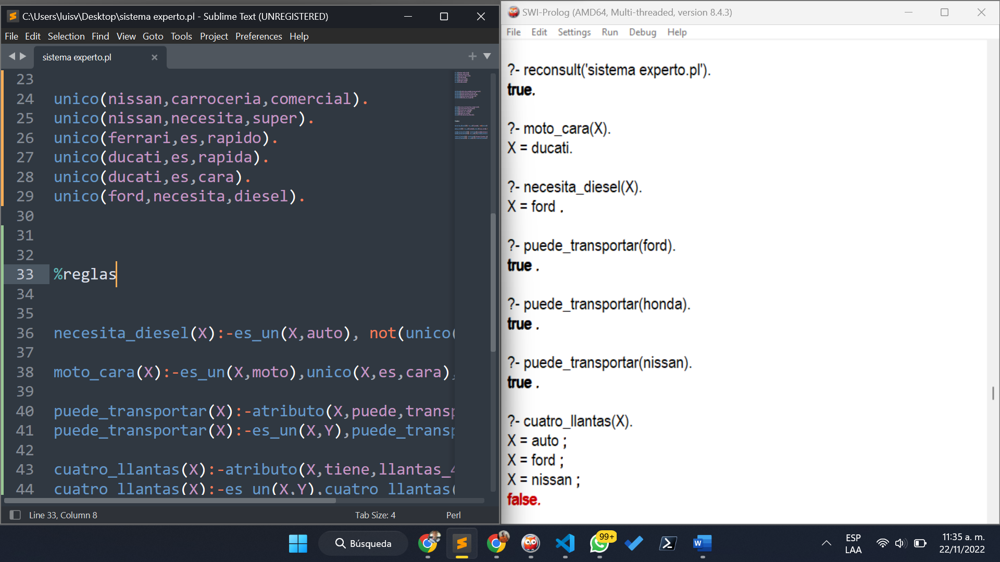 C:\Users\luisv\Desktop\sistema experto.pl - Sublime Text (UNREGISTERED)
File Edit Selection Find View Goto Tools Project Preferences Help
sistema experto.pl
23
24 unico(nissan,carroceria,comercial).
25 unico(nissan,necesita,super).
26 unico(ferrari,es,rapido).
27 unico(ducati,es,rapida).
28 unico(ducati,es,cara).
29 unico(ford,necesita,diesel).
30
31
32
33 %reglas
34
35
36 necesita_diesel(X):-es_un(X,auto), not(unico(
37
38 moto_cara(X):-es_un(X,moto),unico(X,es,cara),
39
40 puede_transportar(X):-atributo(X,puede,transp
41 puede_transportar(X):-es_un(X,Y),puede_transp
42
43 cuatro_llantas(X):-atributo(X,tiene,llantas_4
44 cuatro_llantas(X):-es_un(X,Y),cuatro_llantas(
Line 33, Column 8
Tab Size: 4
Perl
SWI-Prolog (AMD64, Multi-threaded, version 8.4.3)
File Edit Settings Run Debug Help
?- reconsult('sistema experto.pl').
true.
?- moto_cara(X).
X = ducati.
?- necesita_diesel(X).
X = ford .
?- puede_transportar(ford).
true .
?- puede_transportar(honda).
true .
?- puede_transportar(nissan).
true .
?- cuatro_llantas(X).
X = auto ;
X = ford ;
X = nissan ;
false.
Búsqueda
99+
W
ESP
LAA
11:35 a. m.
22/11/2022